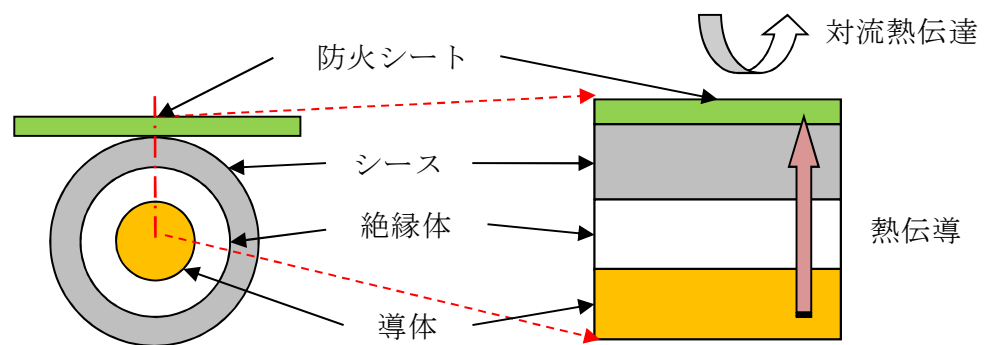 対流熱伝達
防火シート
シース
絶縁体
熱伝導
導体